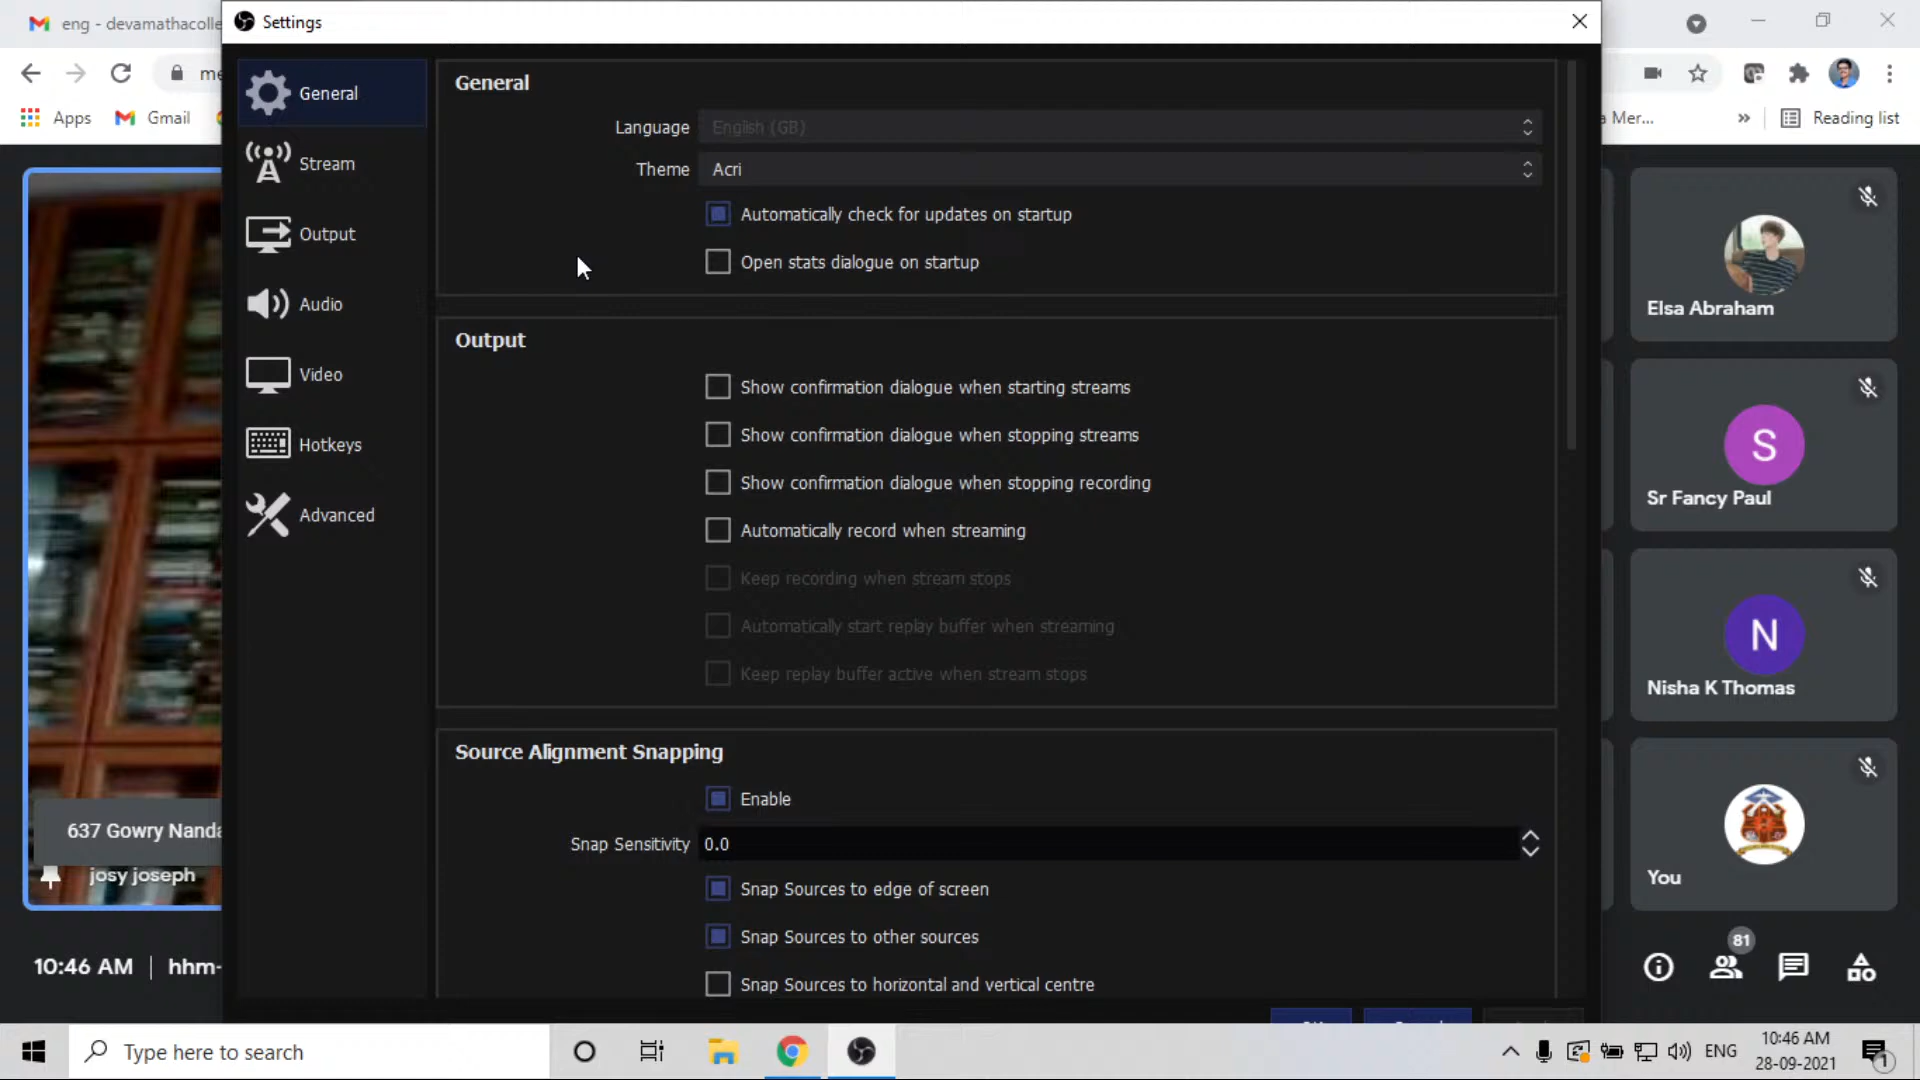 eng - devamathacolle
Settings
me
Apps
Gmail
a Mer...
»
Reading list
General
Stream
Output
Audio
Video
Hotkeys
Advanced
General
Language
English (GB)
Theme
Acri
Automatically check for updates on startup
Open stats dialogue on startup
Output
Show confirmation dialogue when starting streams
Show confirmation dialogue when stopping streams
Show confirmation dialogue when stopping recording
Automatically record when streaming
Keep recording when stream stops
Automatically start replay buffer when streaming
Keep replay buffer active when stream stops
Source Alignment Snapping
Enable
Snap Sensitivity
0.0
Snap Sources to edge of screen
Snap Sources to other sources
Snap Sources to horizontal and vertical centre
Elsa Abraham
S
Sr Fancy Paul
N
Nisha K Thomas
You
637 Gowry Nanda
josy joseph
10:46 AM | hhm-
81
Type here to search
ENG
10:46 AM
28-09-2021
1